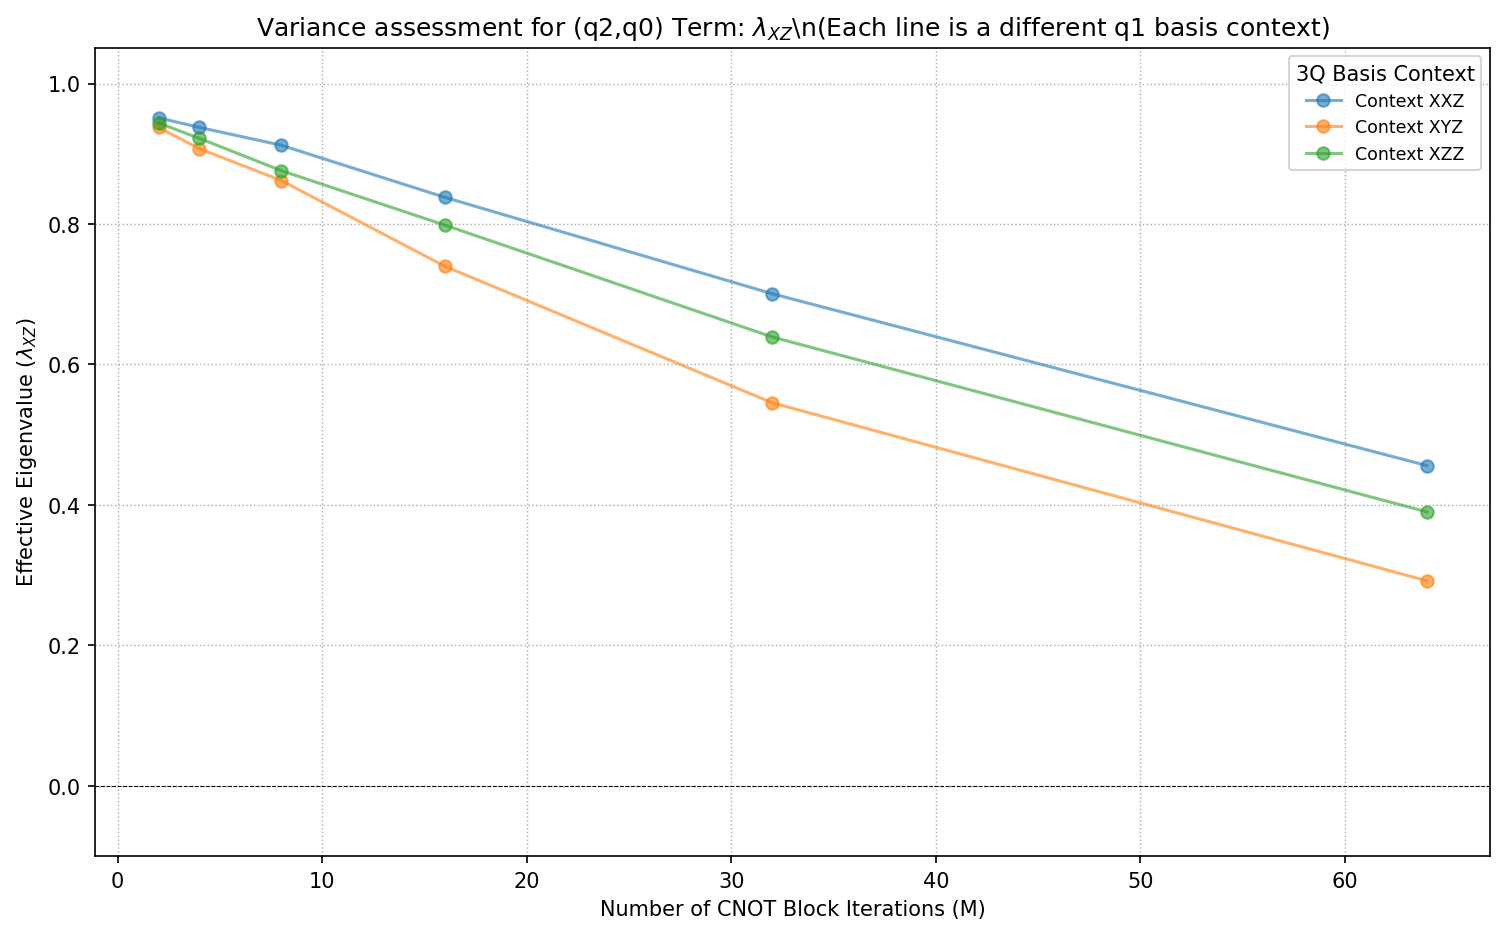 Variance assessment for (q2,q0) Term: λ_XZ\n(Each line is a different q1 basis context)
3Q Basis Context
Context XXZ
Context XYZ
Context XZZ
Effective Eigenvalue (λ_XZ)
1.0
0.8
0.6
0.4
0.2
0.0
0 10 20 30 40 50 60
Number of CNOT Block Iterations (M)